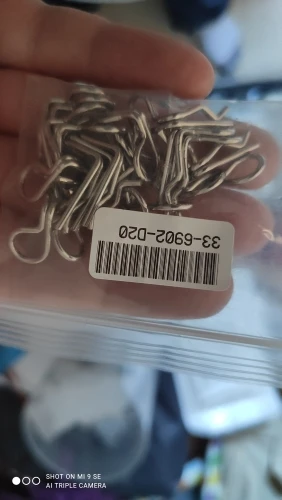 33-6902-D20
SHOT ON MI 9 SE
AI TRIPLE CAMERA